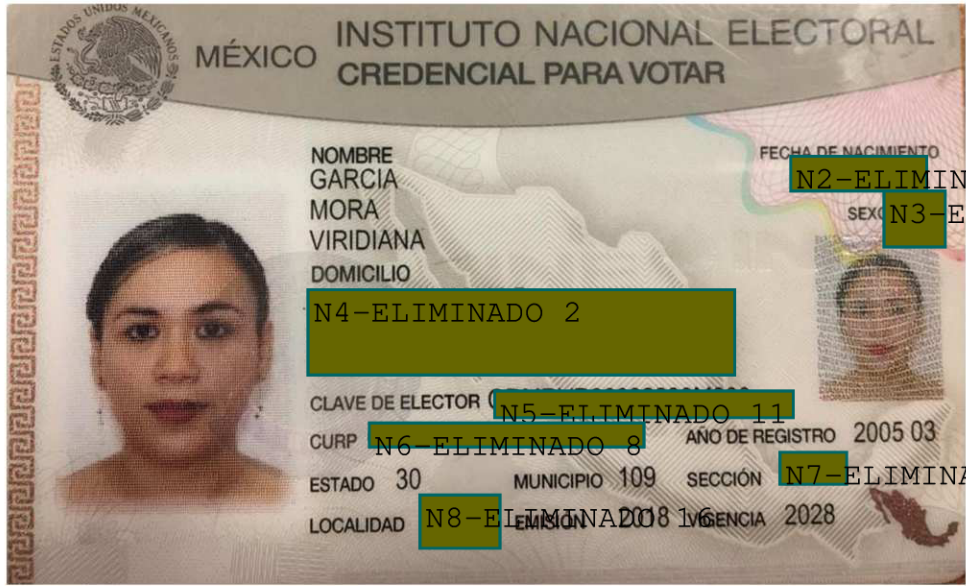 ESTADOS UNIDOS MEXICANOS
MÉXICO
INSTITUTO NACIONAL ELECTORAL
CREDENCIAL PARA VOTAR
NOMBRE
GARCIA
MORA
VIRIDIANA
FECHA DE NACIMIENTO
N2-ELIMIN
SEXO N3-E
DOMICILIO
N4-ELIMINADO 2
CLAVE DE ELECTOR N5-ELIMINADO 11
CURP N6-ELIMINADO 8 AÑO DE REGISTRO 2005 03
ESTADO 30 MUNICIPIO 109 SECCIÓN N7-ELIMINA
LOCALIDAD N8-ELIMINADO 16 EMISIÓN 2018 VIGENCIA 2028